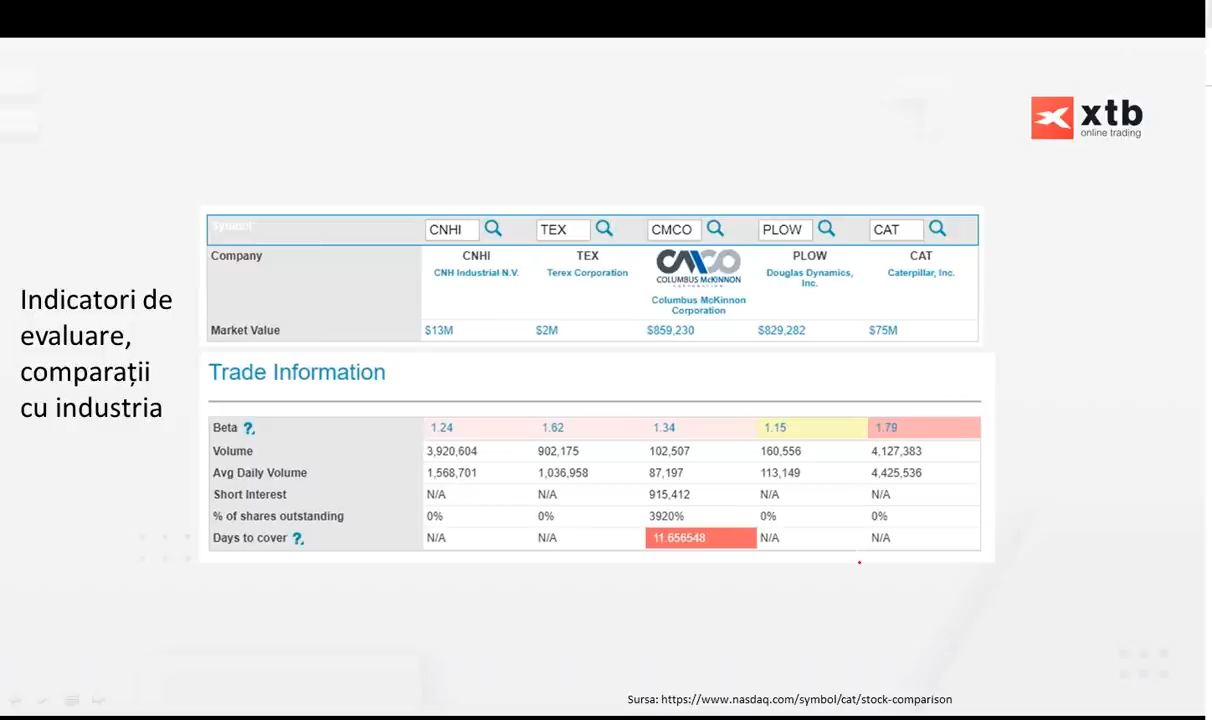 xtb
online trading
Symbol CNHI TEX CMCO PLOW CAT
Company CNHI TEX CMCO PLOW CAT
CNH Industrial N.V. Terex Corporation COLUMBUS McKINNON Douglas Dynamics, Caterpillar, Inc.
CORPORATION Inc.
Columbus McKinnon
Corporation
Market Value $13M $2M $859,230 $829,282 $75M
Indicatori de
evaluare,
comparații
cu industria
Trade Information
Beta ? 1.24 1.62 1.34 1.15 1.79
Volume 3,920,604 902,175 102,507 160,556 4,127,383
Avg Daily Volume 1,568,701 1,036,958 87,197 113,149 4,425,536
Short Interest N/A N/A 915,412 N/A N/A
% of shares outstanding 0% 0% 3920% 0% 0%
Days to cover ? N/A N/A 11.656548 N/A N/A
Sursa: https://www.nasdaq.com/symbol/cat/stock-comparison